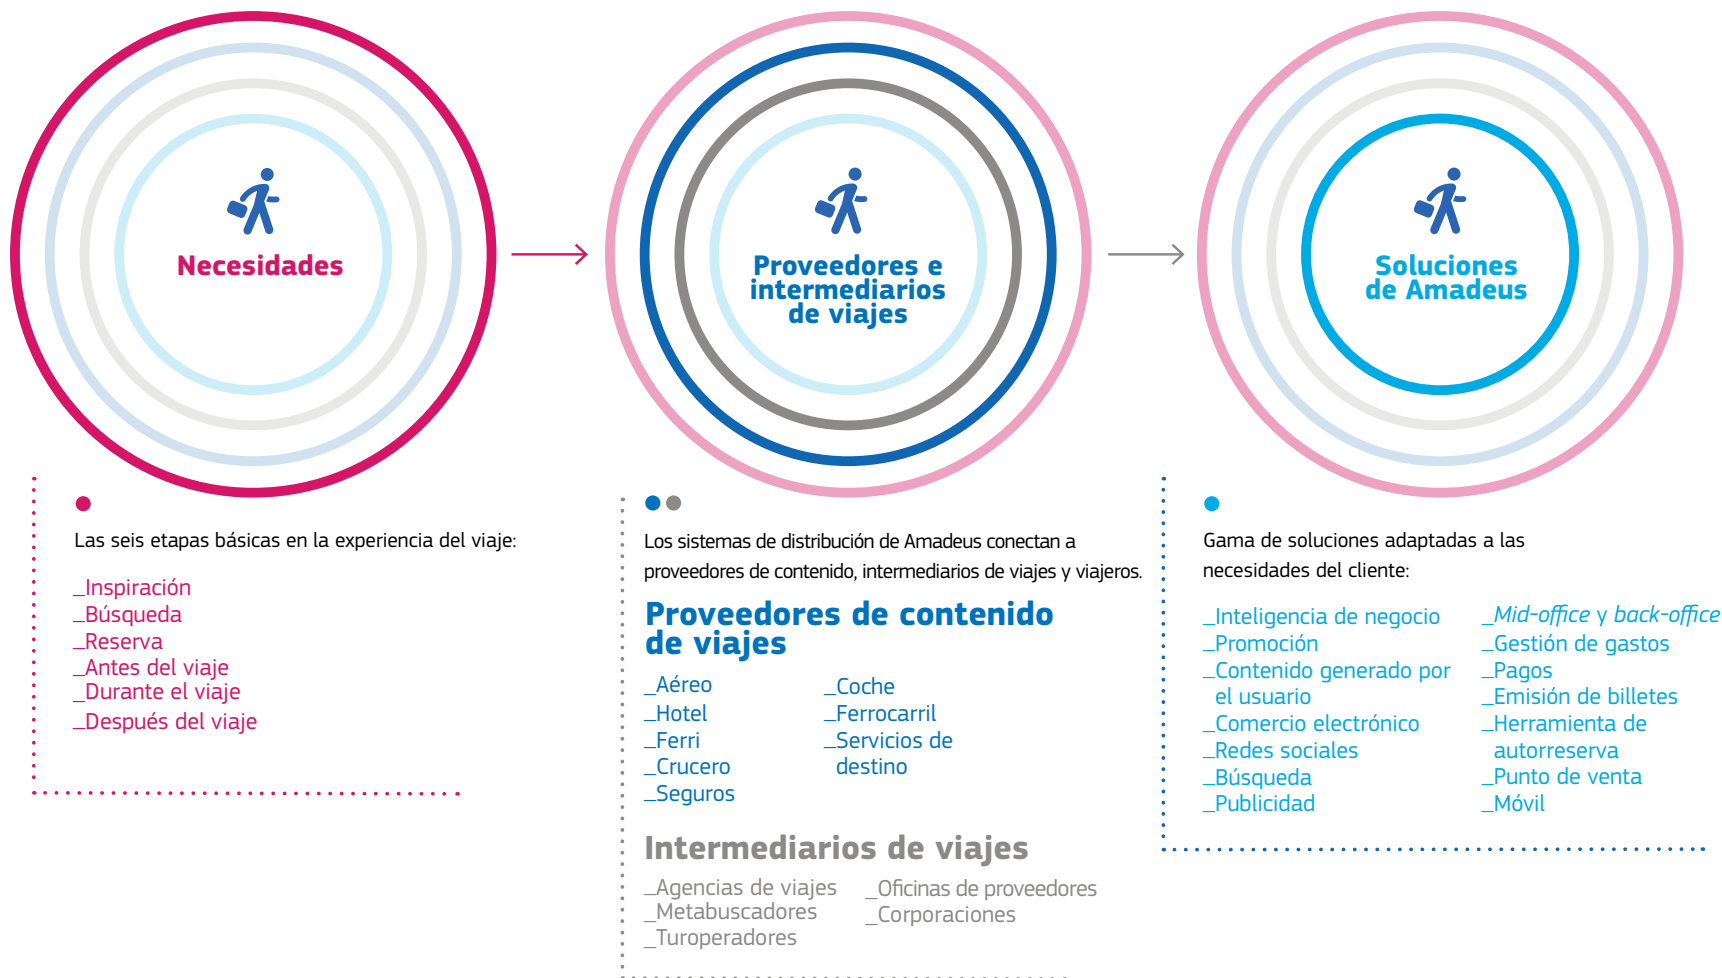 Necesidades
Las seis etapas básicas en la experiencia del viaje:
_Inspiración
_Búsqueda
_Reserva
_Antes del viaje
_Durante el viaje
_Después del viaje
Proveedores e
intermediarios
de viajes
Los sistemas de distribución de Amadeus conectan a
proveedores de contenido, intermediarios de viajes y viajeros.
Proveedores de contenido
de viajes
_Aéreo
_Hotel
_Ferri
_Crucero
_Seguros
_Coche
_Ferrocarril
_Servicios de
destino
Intermediarios de viajes
_Agencias de viajes
_Metabuscadores
_Turoperadores
_Oficinas de proveedores
_Corporaciones
Soluciones
de Amadeus
Gama de soluciones adaptadas a las
necesidades del cliente:
_Inteligencia de negocio
_Promoción
_Contenido generado por
el usuario
_Comercio electrónico
_Redes sociales
_Búsqueda
_Publicidad
_Mid-office y back-office
_Gestión de gastos
_Pagos
_Emisión de billetes
_Herramienta de
autorreserva
_Punto de venta
_Móvil